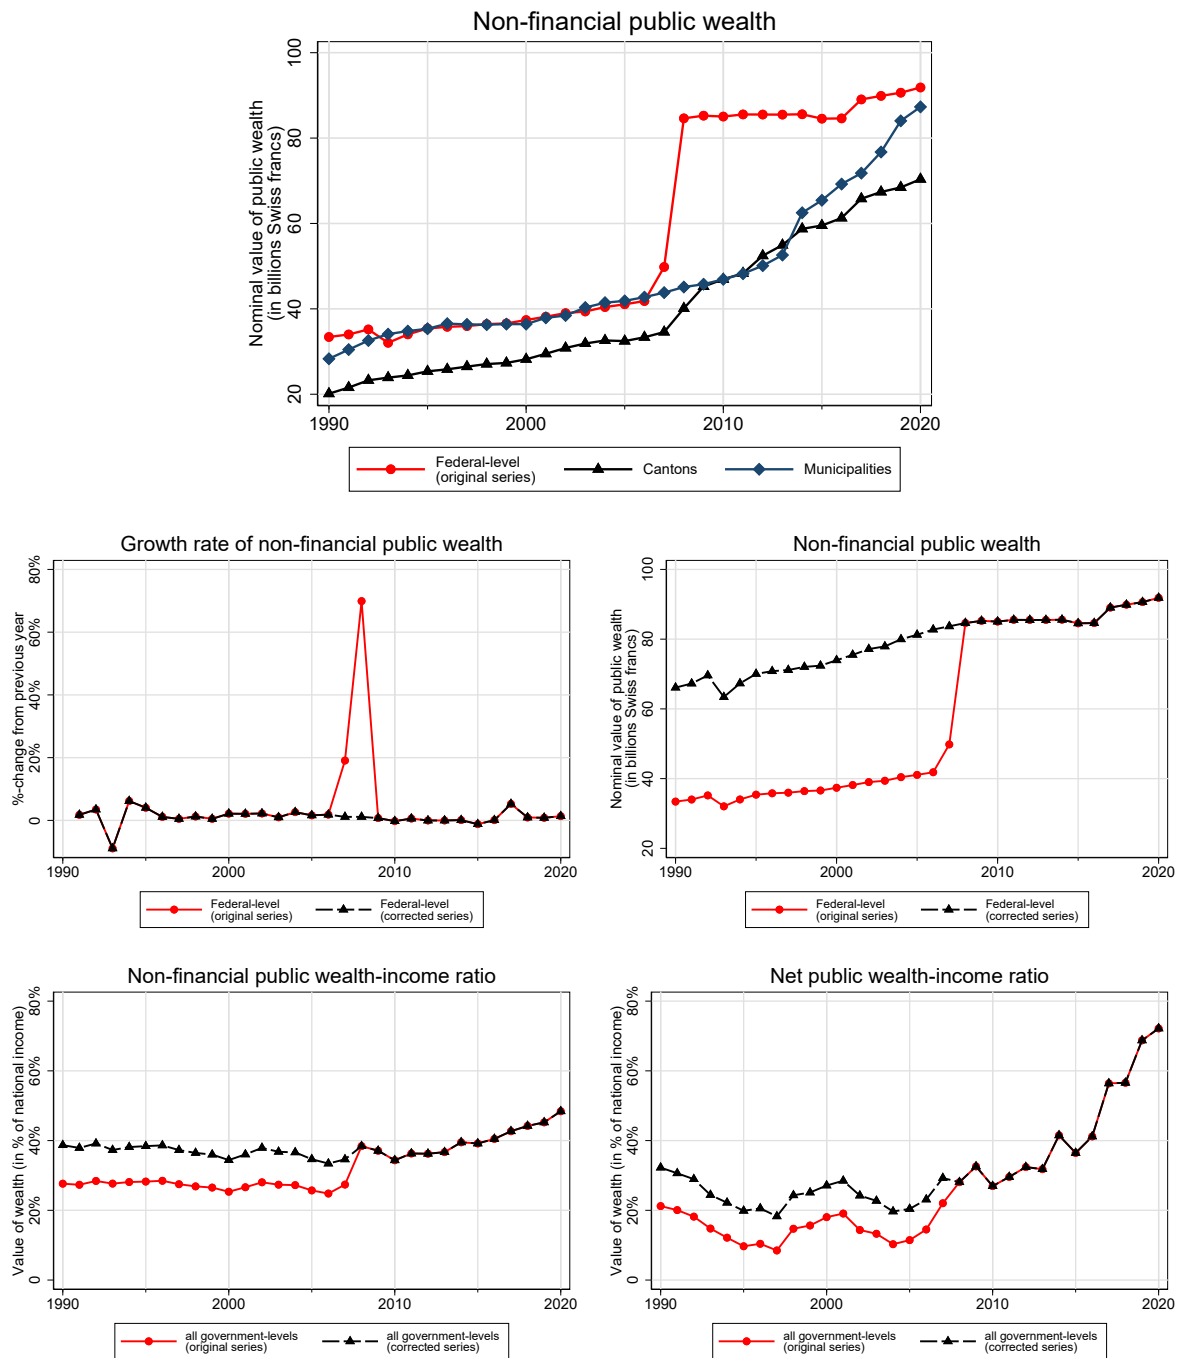 Non-financial public wealth
Nominal value of public wealth
(in billions Swiss francs)
100
80
60
40
20
1990
2000
2010
2020
Federal-level
(original series)
Cantons
Municipalities
Growth rate of non-financial public wealth
%-change from previous year
80%
60%
40%
20%
0
1990
2000
2010
2020
Federal-level
(original series)
Federal-level
(corrected series)
Non-financial public wealth
Nominal value of public wealth
(in billions Swiss francs)
100
80
60
40
20
1990
2000
2010
2020
Federal-level
(original series)
Federal-level
(corrected series)
Non-financial public wealth-income ratio
Value of wealth (in % of national income)
80%
60%
40%
20%
0
1990
2000
2010
2020
all government-levels
(original series)
all government-levels
(corrected series)
Net public wealth-income ratio
Value of wealth (in % of national income)
80%
60%
40%
20%
0
1990
2000
2010
2020
all government-levels
(original series)
all government-levels
(corrected series)